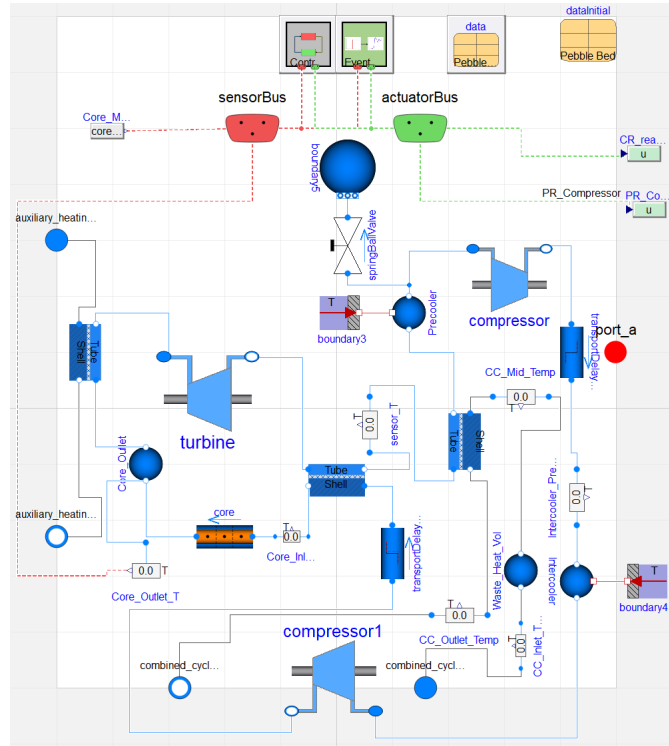 dataInitial
data
Contr...
Event...
Pebble...
Pebble Bed
sensorBus
actuatorBus
Core_M...
core...
CR_rea...
u
boundary5
PR_Compressor
PR_Co...
u
auxiliary_heatin...
springBallValve
T
boundary3
Precooler
compressor
transportDelay...
port_a
Shell
Tube
CC_Mid_Temp
0.0
T
turbine
sensor_T
0.0
T
Tube
Shell
Core_Outlet
Tube
Shell
Intercooler_Pre...
0.0
T
auxiliary_heatin...
core
T
0.0
Core_Inl...
transportDelay...
0.0
T
Core_Outlet_T
Waste_Heat_Vol
Intercooler
T
boundary4
T
0.0
CC_Outlet_Temp
compressor1
T
0.0
CC_Inlet_T...
combined_cycl...
combined_cycl...